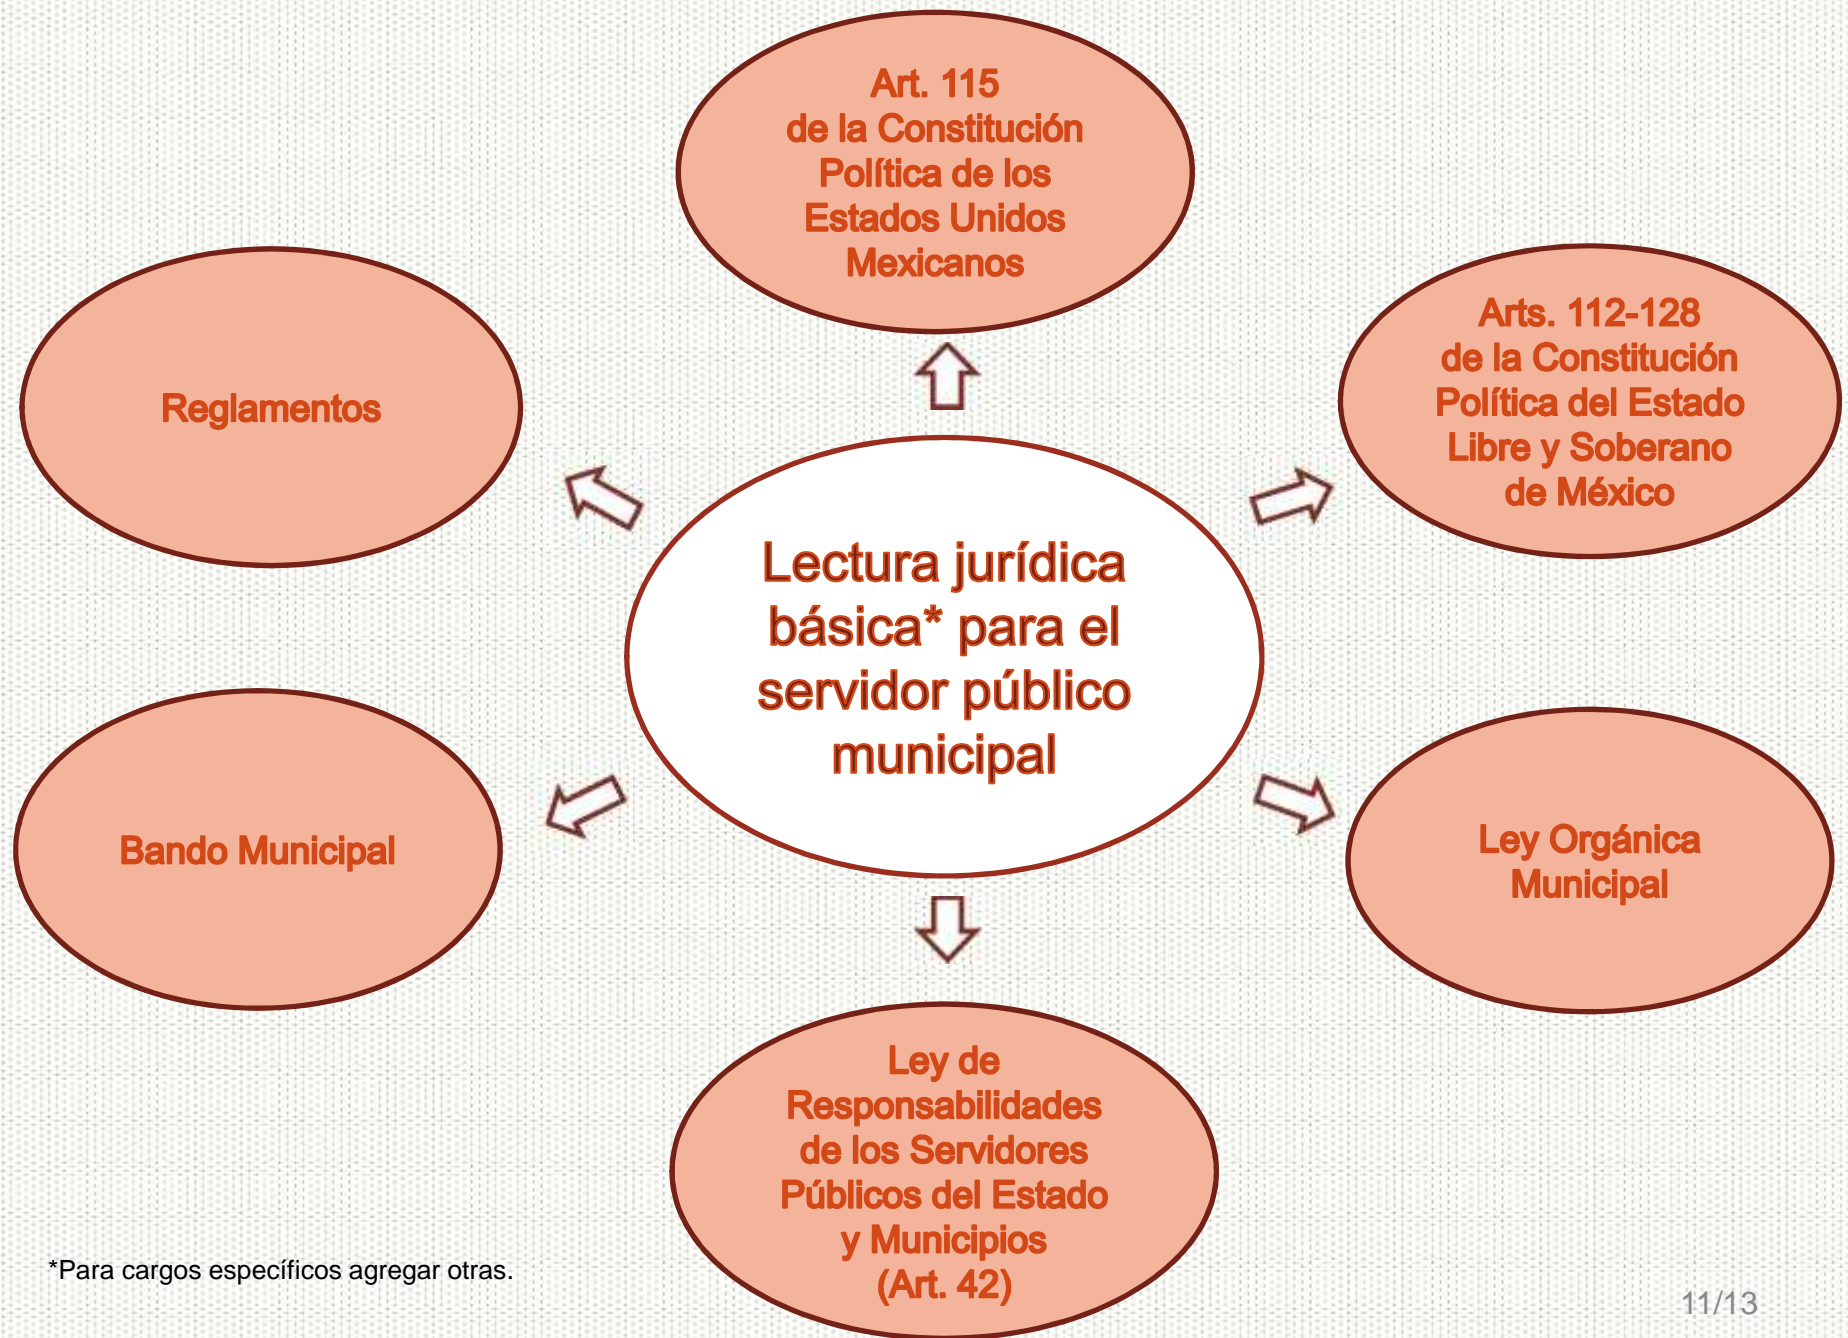 Art. 115
de la Constitución
Política de los
Estados Unidos
Mexicanos
Arts. 112-128
de la Constitución
Política del Estado
Libre y Soberano
de México
Reglamentos
Lectura jurídica
básica* para el
servidor público
municipal
Bando Municipal
Ley Orgánica
Municipal
Ley de
Responsabilidades
de los Servidores
Públicos del Estado
y Municipios
(Art. 42)
*Para cargos específicos agregar otras.
11/13